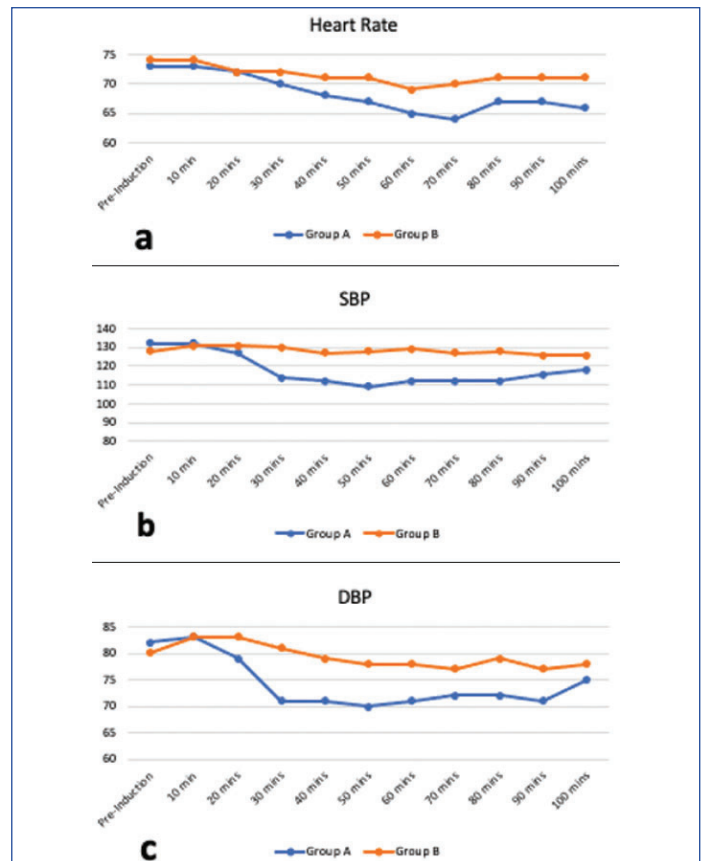 Heart Rate
75
70
65
60
Pre-Induction 10 min 20 mins 30 mins 40 mins 50 mins 60 mins 70 mins 80 mins 90 mins 100 mins
a
Group A Group B
SBP
140
130
120
110
100
90
80
Pre-Induction 10 min 20 mins 30 mins 40 mins 50 mins 60 mins 70 mins 80 mins 90 mins 100 mins
b
Group A Group B
DBP
85
80
75
70
65
60
Pre-Induction 10 mins 20 mins 30 mins 40 mins 50 mins 60 mins 70 mins 80 mins 90 mins 100 mins
c
Group A Group B